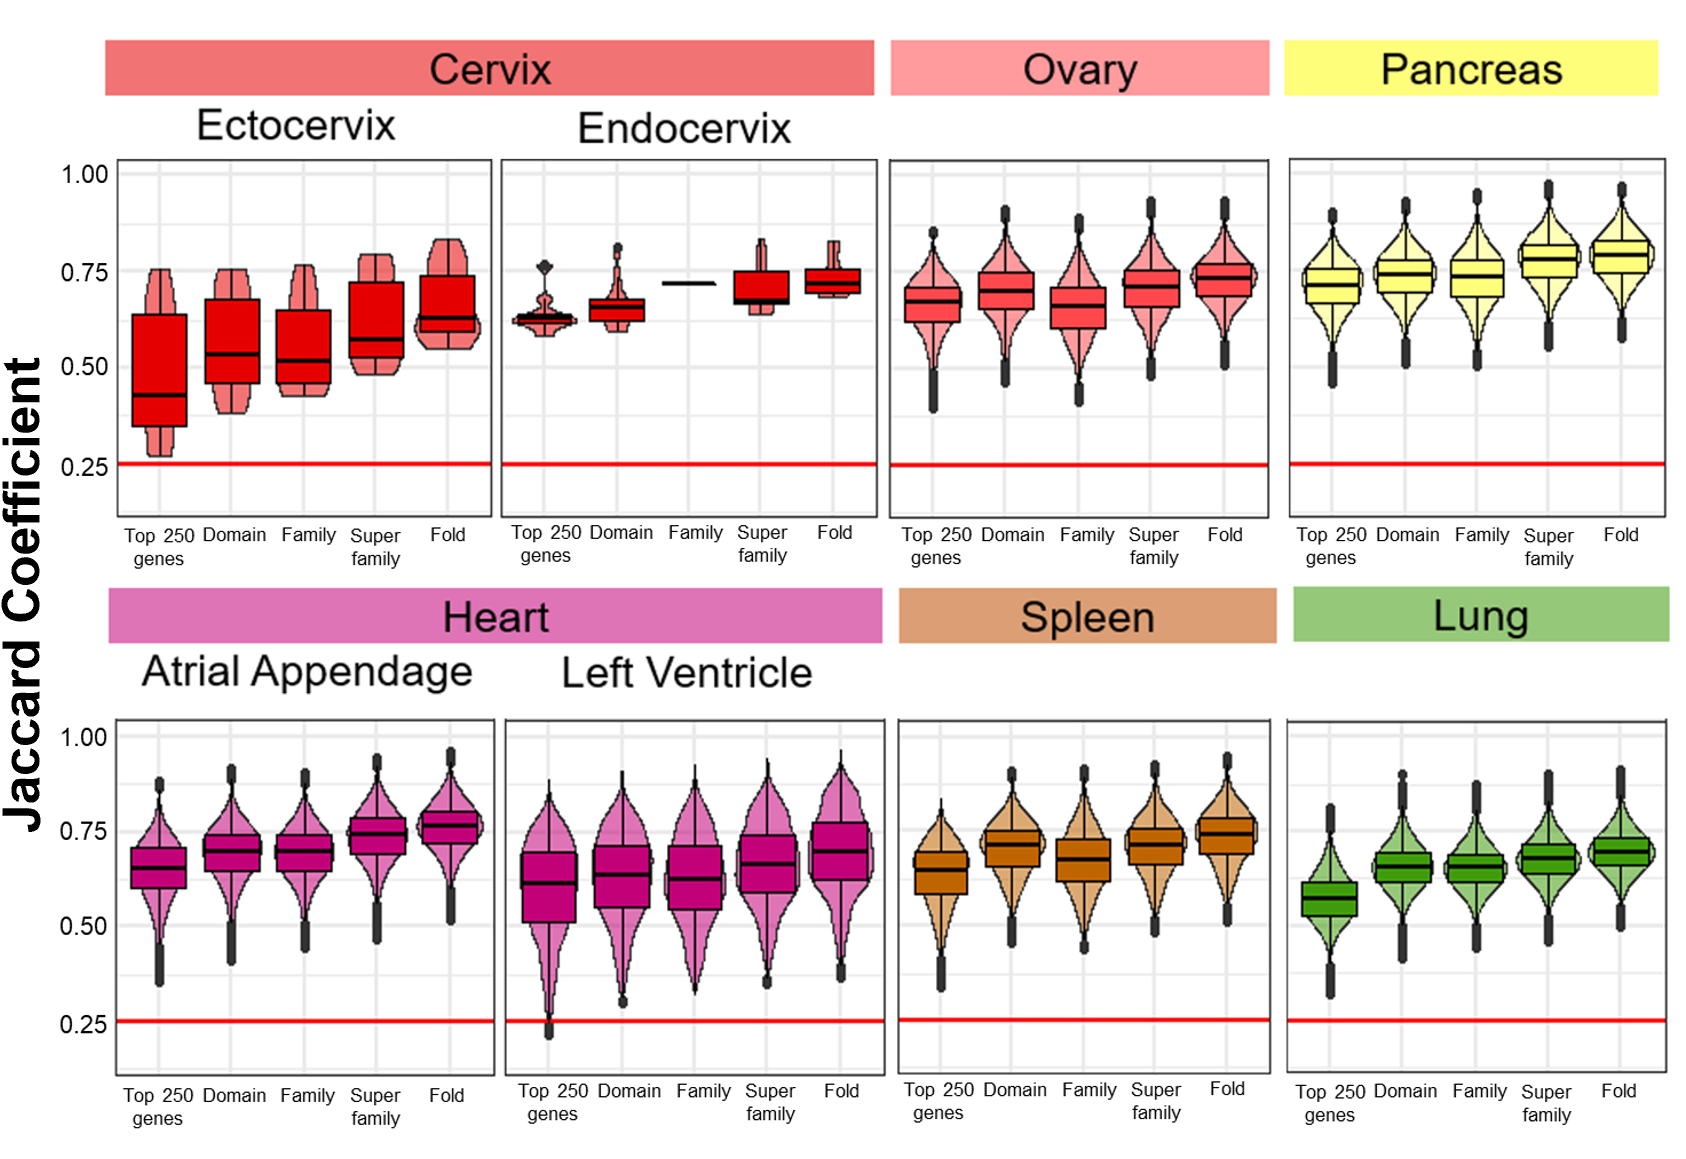 Cervix
Ovary
Pancreas
Ectocervix
Endocervix
Jaccard Coefficient
1.00
0.75
0.50
0.25
Top 250 genes
Domain
Family
Super family
Fold
Top 250 genes
Domain
Family
Super family
Fold
Top 250 genes
Domain
Family
Super family
Fold
Top 250 genes
Domain
Family
Super family
Fold
Heart
Spleen
Lung
Atrial Appendage
Left Ventricle
1.00
0.75
0.50
0.25
Top 250 genes
Domain
Family
Super family
Fold
Top 250 genes
Domain
Family
Super family
Fold
Top 250 genes
Domain
Family
Super family
Fold
Top 250 genes
Domain
Family
Super family
Fold